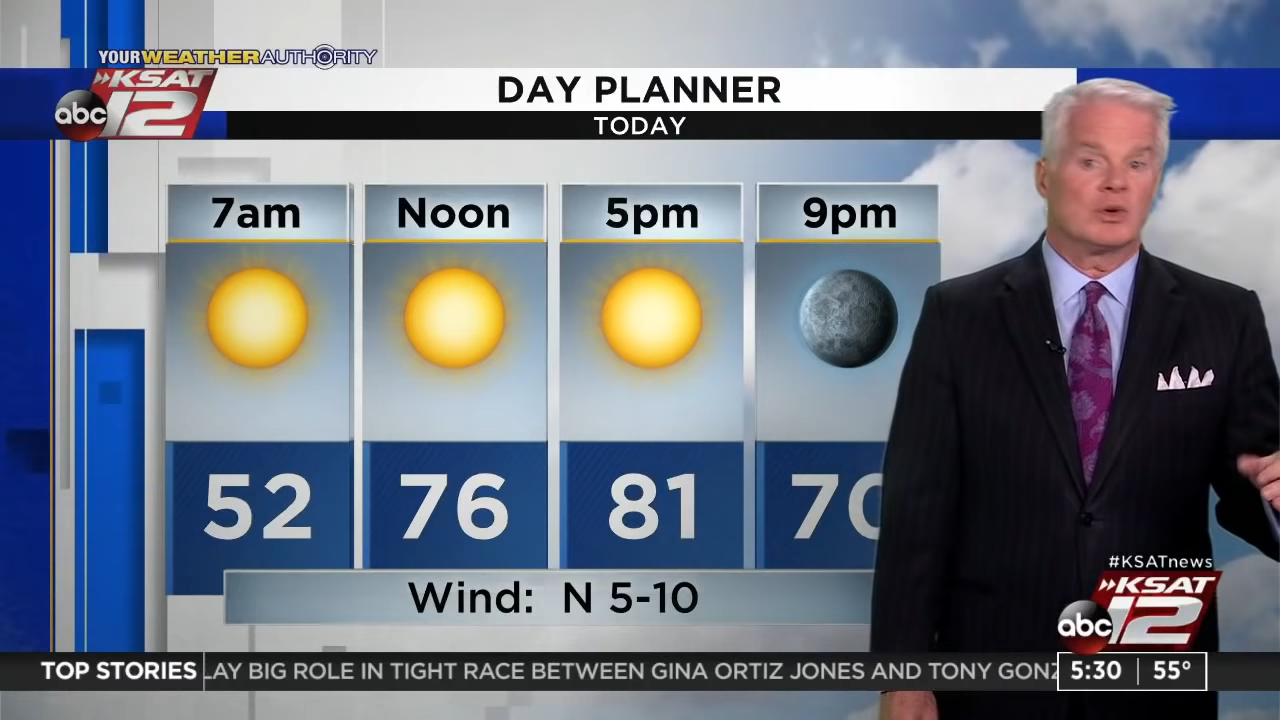 YOUR WEATHER AUTHORITY
KSAT
abc 12
DAY PLANNER
TODAY
7am Noon 5pm 9pm
52 76 81 70
Wind: N 5-10
#KSATnews
KSAT
abc 12
TOP STORIES LAY BIG ROLE IN TIGHT RACE BETWEEN GINA ORTIZ JONES AND TONY GONZ 5:30 55°